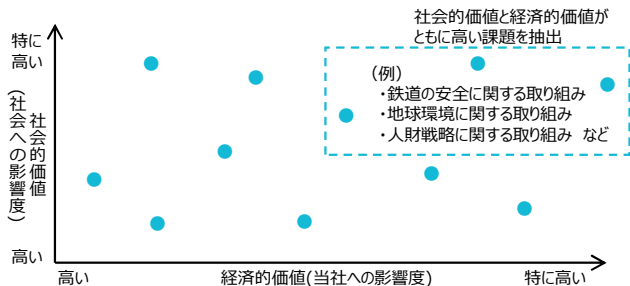 社会的価値と経済的価値が
ともに高い課題を抽出
特に
高い
(例)
・鉄道の安全に関する取り組み
・地球環境に関する取り組み
・人財戦略に関する取り組み など
社会的価値
(社会への影響度)
高い
高い
経済的価値(当社への影響度)
特に高い